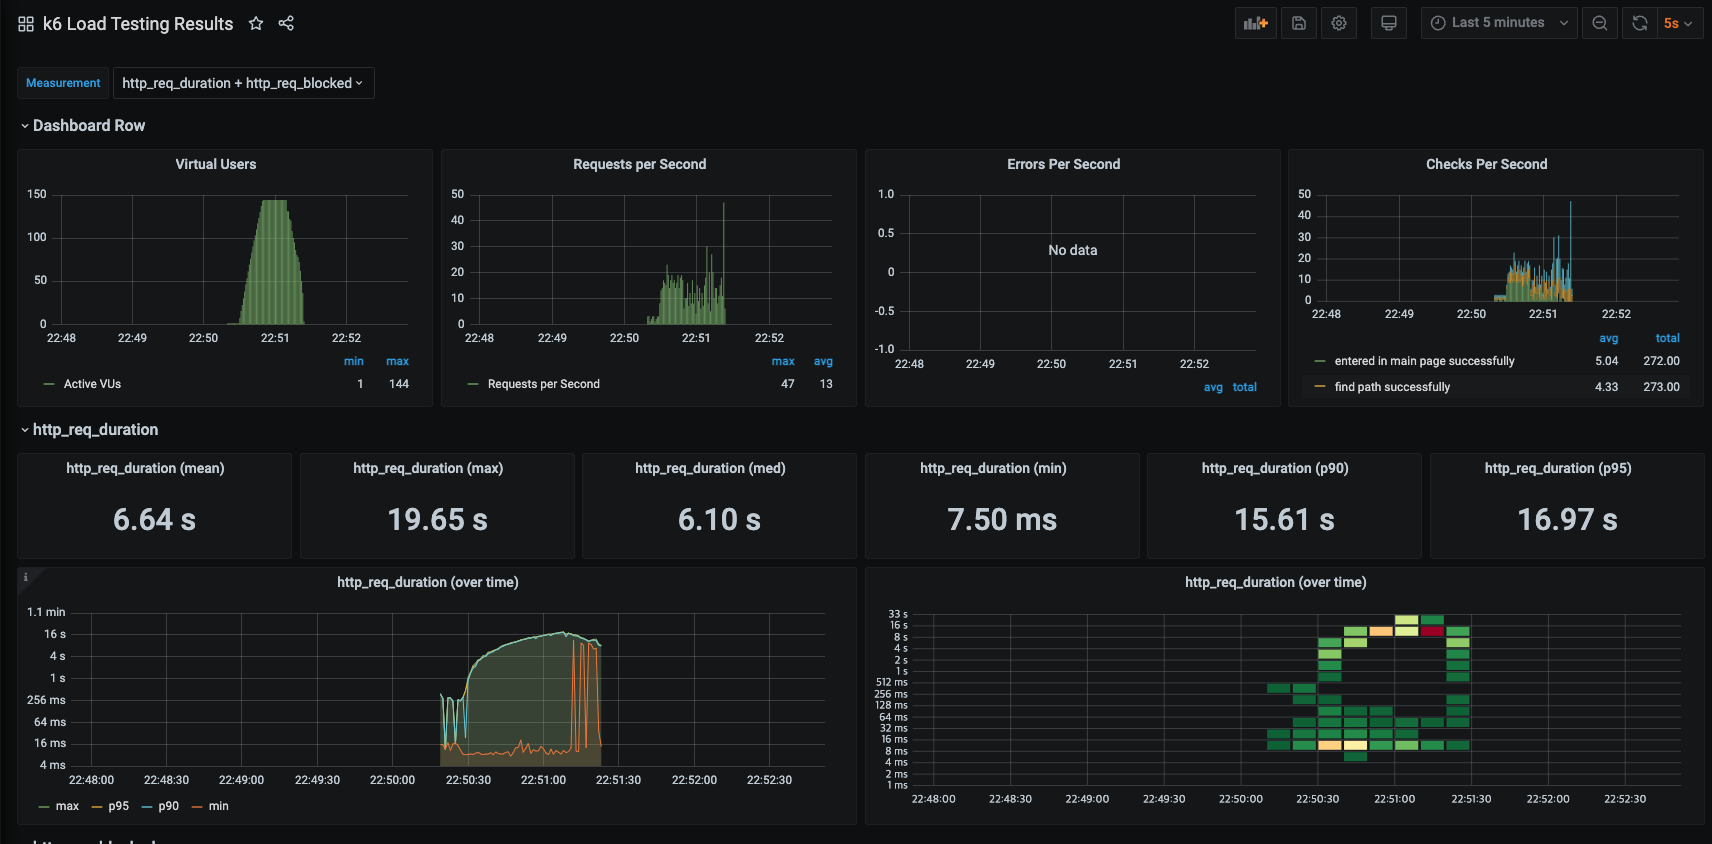 k6 Load Testing Results
Last 5 minutes
5s
Measurement
http_req_duration + http_req_blocked
Dashboard Row
Virtual Users
150
100
50
0
22:48 22:49 22:50 22:51 22:52
min max
Active VUs 1 144
Requests per Second
50
40
30
20
10
0
22:48 22:49 22:50 22:51 22:52
max avg
Requests per Second 47 13
Errors Per Second
1.0
0.5
0
-0.5
-1.0
No data
22:48 22:49 22:50 22:51 22:52
avg total
Checks Per Second
50
40
30
20
10
0
22:48 22:49 22:50 22:51 22:52
avg total
entered in main page successfully 5.04 272.00
find path successfully 4.33 273.00
http_req_duration
http_req_duration (mean)
6.64 s
http_req_duration (max)
19.65 s
http_req_duration (med)
6.10 s
http_req_duration (min)
7.50 ms
http_req_duration (p90)
15.61 s
http_req_duration (p95)
16.97 s
i
http_req_duration (over time)
1.1 min
16 s
4 s
1 s
256 ms
64 ms
16 ms
4 ms
22:48:00 22:48:30 22:49:00 22:49:30 22:50:00 22:50:30 22:51:00 22:51:30 22:52:00 22:52:30
max p95 p90 min
http_req_duration (over time)
33 s
16 s
8 s
4 s
2 s
1 s
512 ms
256 ms
128 ms
64 ms
32 ms
16 ms
8 ms
4 ms
2 ms
1 ms
22:48:00 22:48:30 22:49:00 22:49:30 22:50:00 22:50:30 22:51:00 22:51:30 22:52:00 22:52:30